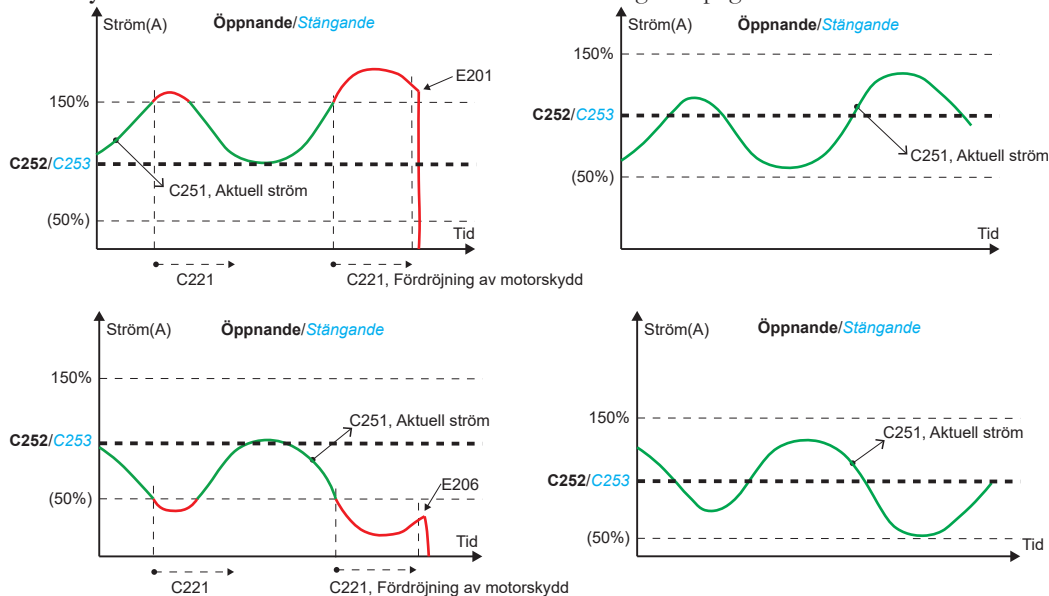 Ström(A)
Öppnande/Stängande
E201
150%
C252/C253
C251, Aktuell ström
(50%)
Tid
C221
C221, Fördröjning av motorskydd
Ström(A)
Öppnande/Stängande
150%
C252/C253
C251, Aktuell ström
(50%)
Tid
Ström(A)
Öppnande/Stängande
150%
C251, Aktuell ström
C252/C253
(50%)
E206
Tid
C221
C221, Fördröjning av motorskydd
Ström(A)
Öppnande/Stängande
150%
C251, Aktuell ström
C252/C253
(50%)
Tid